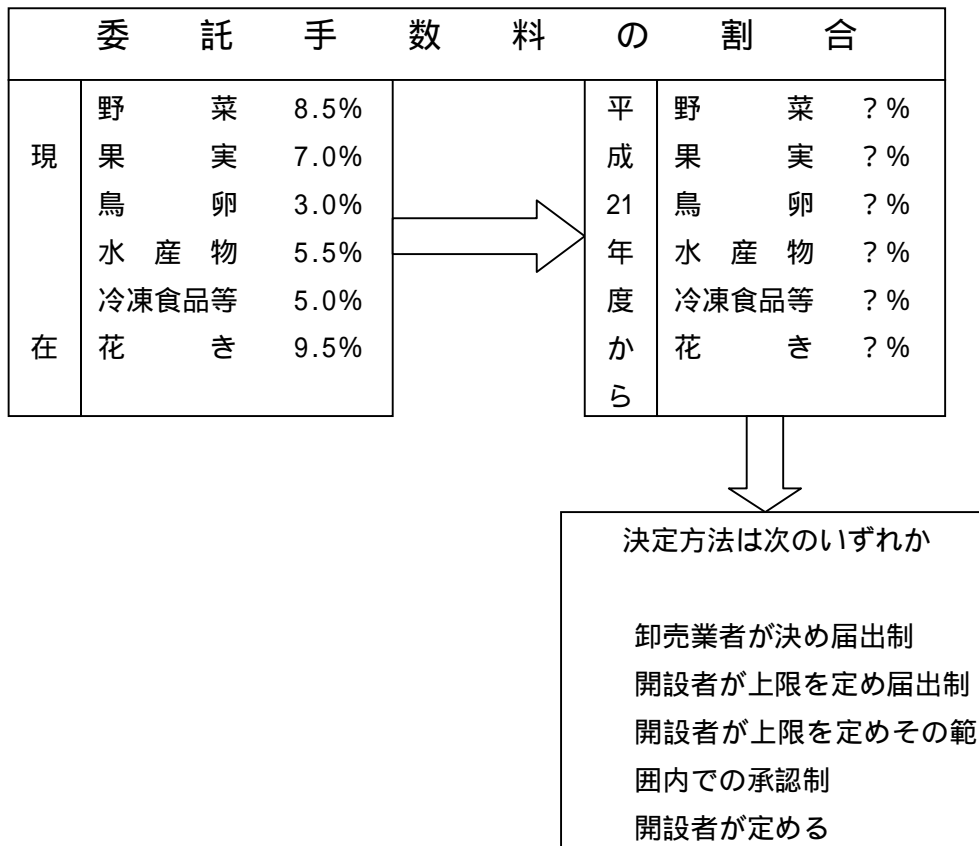 委託手数料の割合
現在
野菜 8.5%
果実 7.0%
鳥卵 3.0%
水産物 5.5%
冷凍食品等 5.0%
花き 9.5%
平成21年度から
野菜 ?%
果実 ?%
鳥卵 ?%
水産物 ?%
冷凍食品等 ?%
花き ?%
決定方法は次のいずれか
卸売業者が決め届出制
開設者が上限を定め届出制
開設者が上限を定めその範
囲内での承認制
開設者が定める